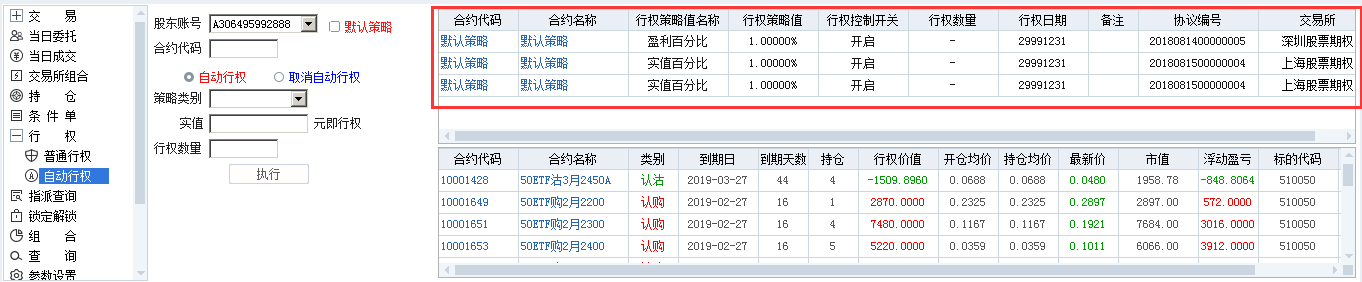 交 易
当日委托
当日成交
交易所组合
持 仓
条 件 单
行 权
普通行权
自动行权
指派查询
锁定解锁
组 合
查 询
参数设置
股东账号 A306495992888 默认策略
合约代码
自动行权 取消自动行权
策略类别
实值 元即行权
行权数量
执行
合约代码 合约名称 行权策略值名称 行权策略值 行权控制开关 行权数量 行权日期 备注 协议编号 交易所
默认策略 默认策略 盈利百分比 1.00000% 开启 - 29991231 2018081400000005 深圳股票期权
默认策略 默认策略 实值百分比 1.00000% 开启 - 29991231 2018081500000004 上海股票期权
默认策略 默认策略 实值百分比 1.00000% 开启 - 29991231 2018081500000004 上海股票期权
合约代码 合约名称 类别 到期日 到期天数 持仓 行权价值 开仓均价 持仓均价 最新价 市值 浮动盈亏 标的代码
10001428 50ETF沽3月2450A 认沽 2019-03-27 44 4 -1509.8960 0.0688 0.0688 0.0480 1958.78 -848.8064 510050
10001649 50ETF购2月2200 认购 2019-02-27 16 1 2870.0000 0.2325 0.2325 0.2897 2897.00 572.0000 510050
10001651 50ETF购2月2300 认购 2019-02-27 16 4 7480.0000 0.1167 0.1167 0.1921 7684.00 3016.0000 510050
10001653 50ETF购2月2400 认购 2019-02-27 16 5 5220.0000 0.0359 0.0359 0.1011 6066.00 3912.0000 510050